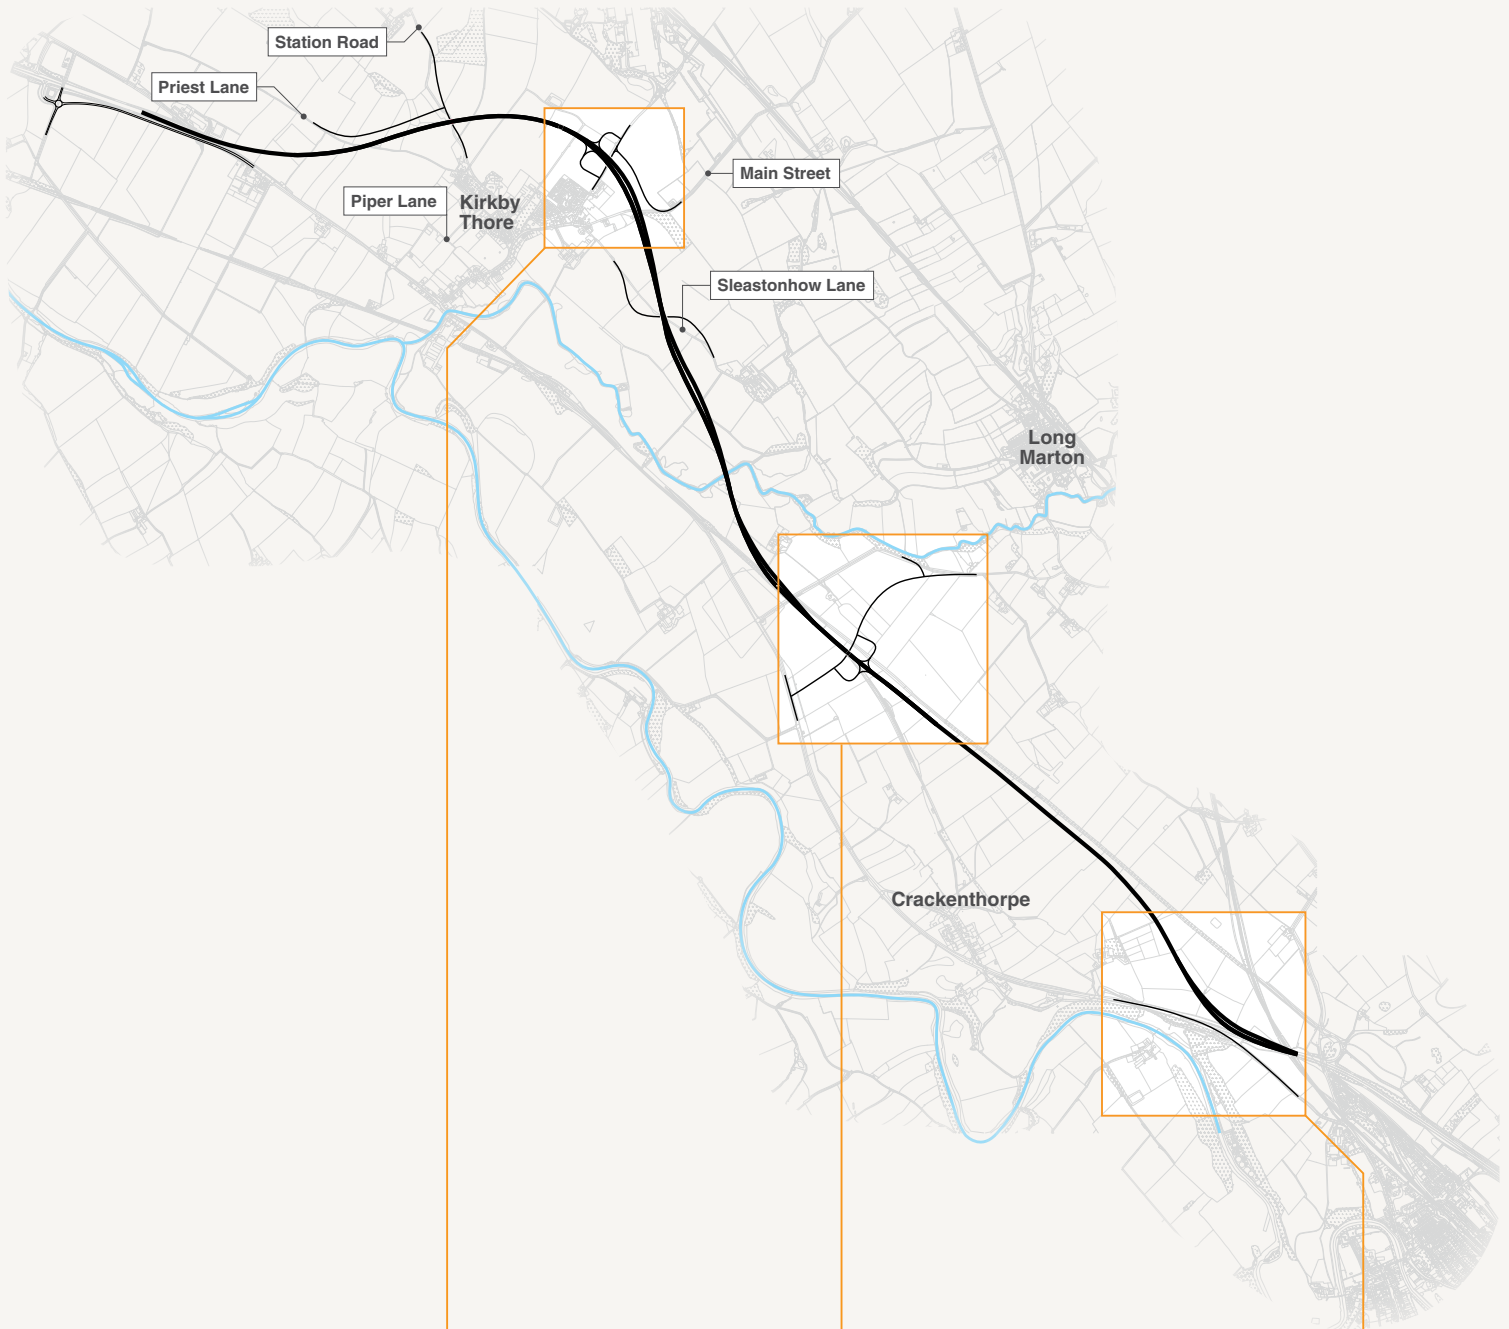 Station Road
Priest Lane
Main Street
Piper Lane
Kirkby
Thore
Sleastonhow Lane
Long
Marton
Crackenthorpe